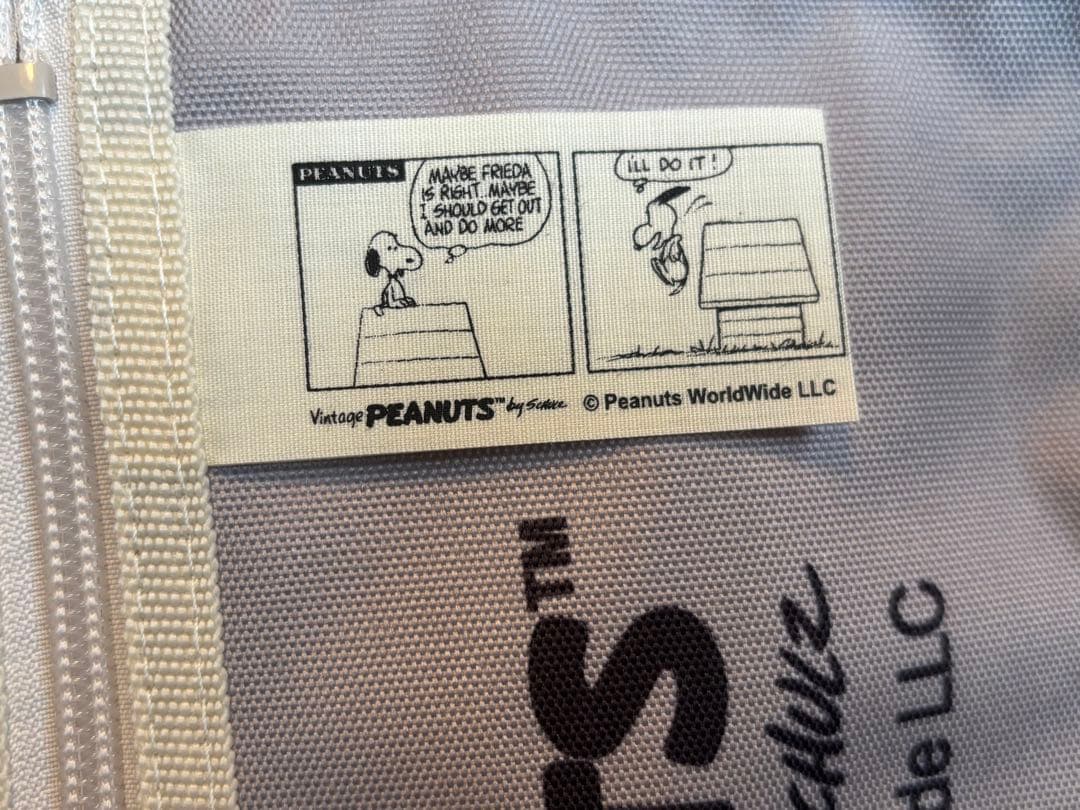 PEANUTS
MAYBE FRIEDA
IS RIGHT.. MAYBE
I SHOULD GET OUT
AND DO MORE
I'LL DO IT!
Vintage PEANUTS™ by Schulz © Peanuts WorldWide LLC
TS™
CHULZ
de LLC